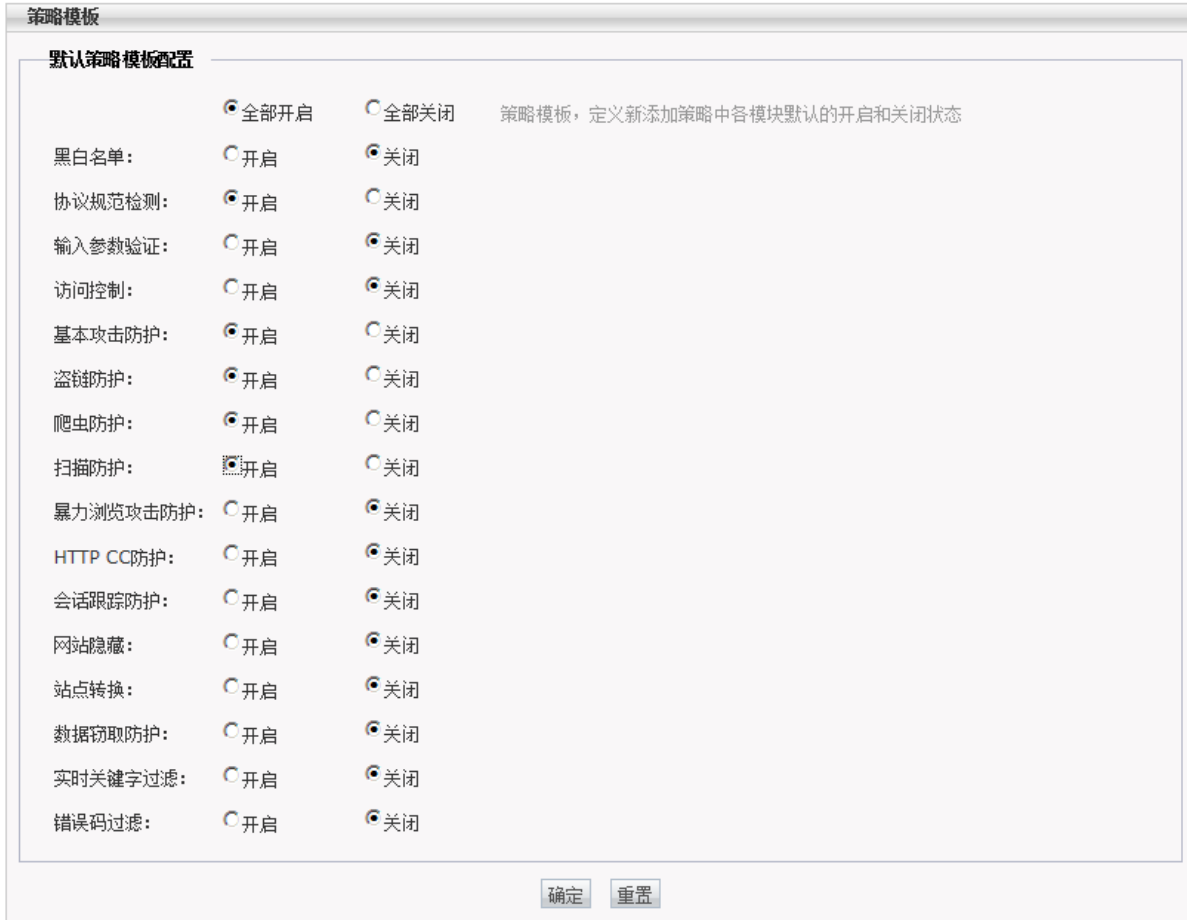 策略模板
默认策略模板配置
全部开启 全部关闭 策略模板，定义新添加策略中各模块默认的开启和关闭状态
黑白名单： 开启 关闭
协议规范检测： 开启 关闭
输入参数验证： 开启 关闭
访问控制： 开启 关闭
基本攻击防护： 开启 关闭
盗链防护： 开启 关闭
爬虫防护： 开启 关闭
扫描防护： 开启 关闭
暴力浏览攻击防护： 开启 关闭
HTTP CC防护： 开启 关闭
会话跟踪防护： 开启 关闭
网站隐藏： 开启 关闭
站点转换： 开启 关闭
数据窃取防护： 开启 关闭
实时关键字过滤： 开启 关闭
错误码过滤： 开启 关闭
确定 重置